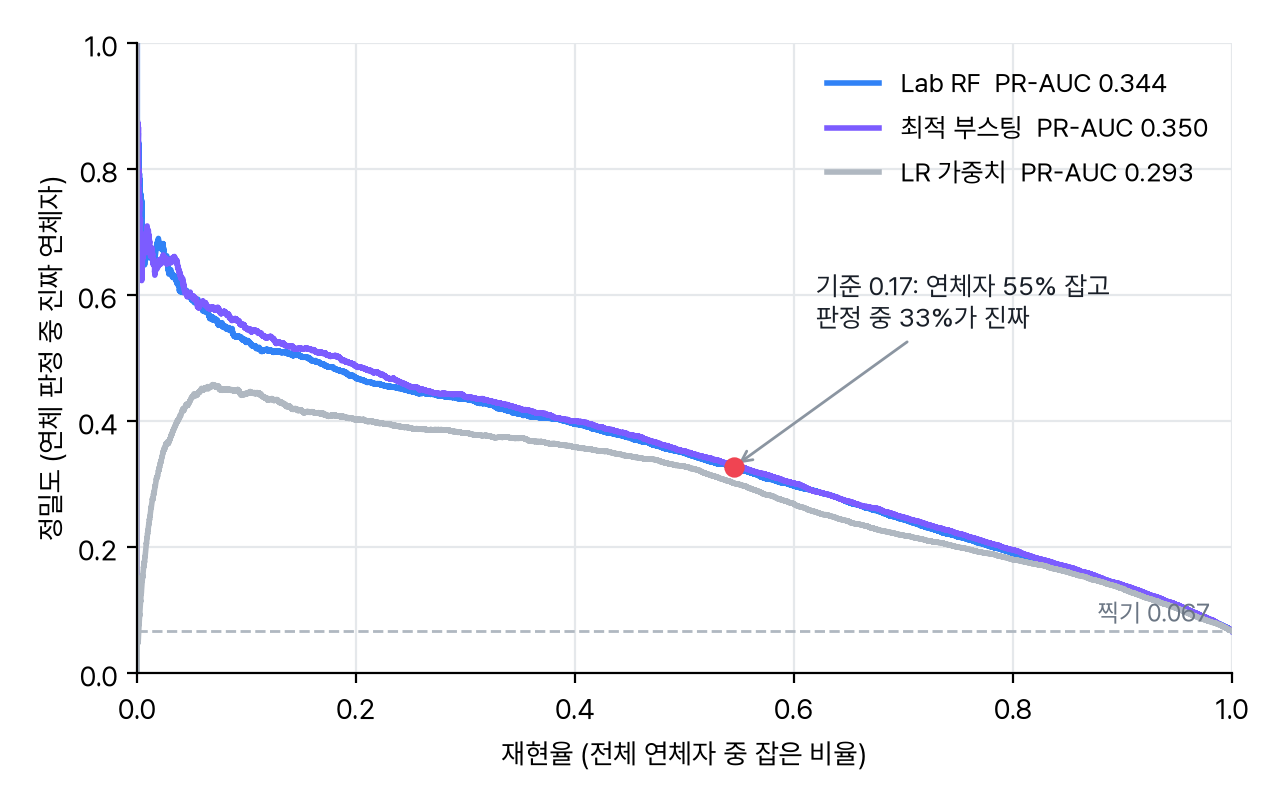 Lab RF PR-AUC 0.344
최적 부스팅 PR-AUC 0.350
LR 가중치 PR-AUC 0.293
기준 0.17: 연체자 55% 잡고
판정 중 33%가 진짜
찍기 0.067
정밀도 (연체 판정 중 진짜 연체자)
1.0
0.8
0.6
0.4
0.2
0.0
0.0 0.2 0.4 0.6 0.8 1.0
재현율 (전체 연체자 중 잡은 비율)